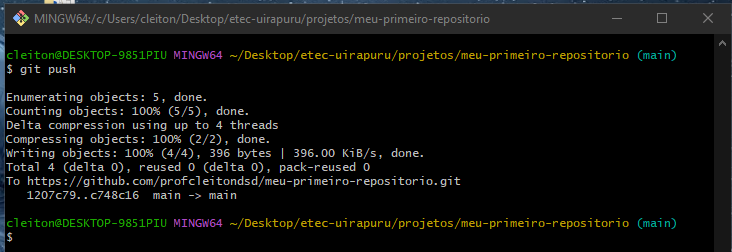 MINGW64:/c/Users/cleiton/Desktop/etec-uirapuru/projetos/meu-primeiro-repositorio
cleiton@DESKTOP-9851PIU MINGW64 ~/Desktop/etec-uirapuru/projetos/meu-primeiro-repositorio (main)
$ git push
Enumerating objects: 5, done.
Counting objects: 100% (5/5), done.
Delta compression using up to 4 threads
Compressing objects: 100% (2/2), done.
Writing objects: 100% (4/4), 396 bytes | 396.00 KiB/s, done.
Total 4 (delta 0), reused 0 (delta 0), pack-reused 0
To https://github.com/profcleitondsd/meu-primeiro-repositorio.git
   1207c79..c748c16  main -> main
cleiton@DESKTOP-9851PIU MINGW64 ~/Desktop/etec-uirapuru/projetos/meu-primeiro-repositorio (main)
$